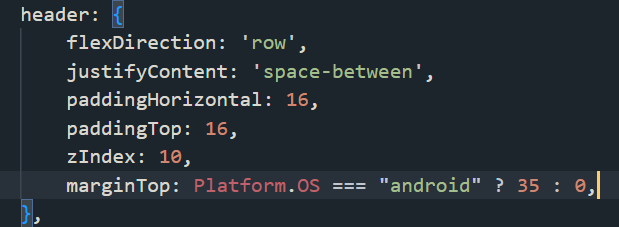 header: {
flexDirection: 'row',
justifyContent: 'space-between',
paddingHorizontal: 16,
paddingTop: 16,
zIndex: 10,
marginTop: Platform.OS === "android" ? 35 : 0,
},